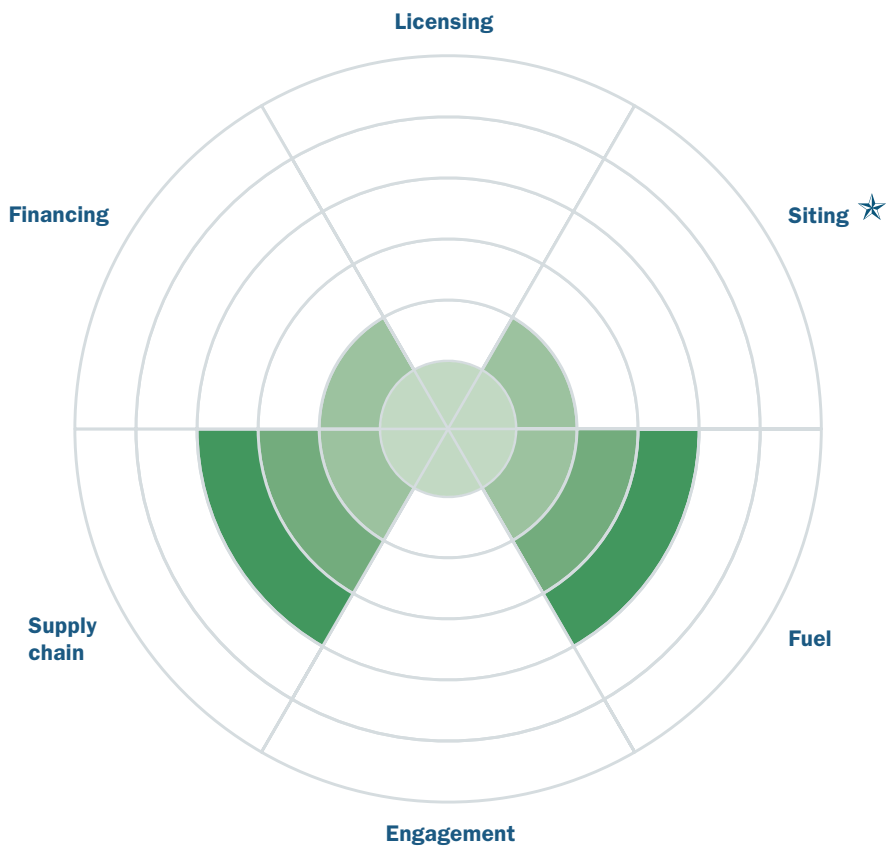 Licensing
Financing
Siting
Supply
chain
Fuel
Engagement